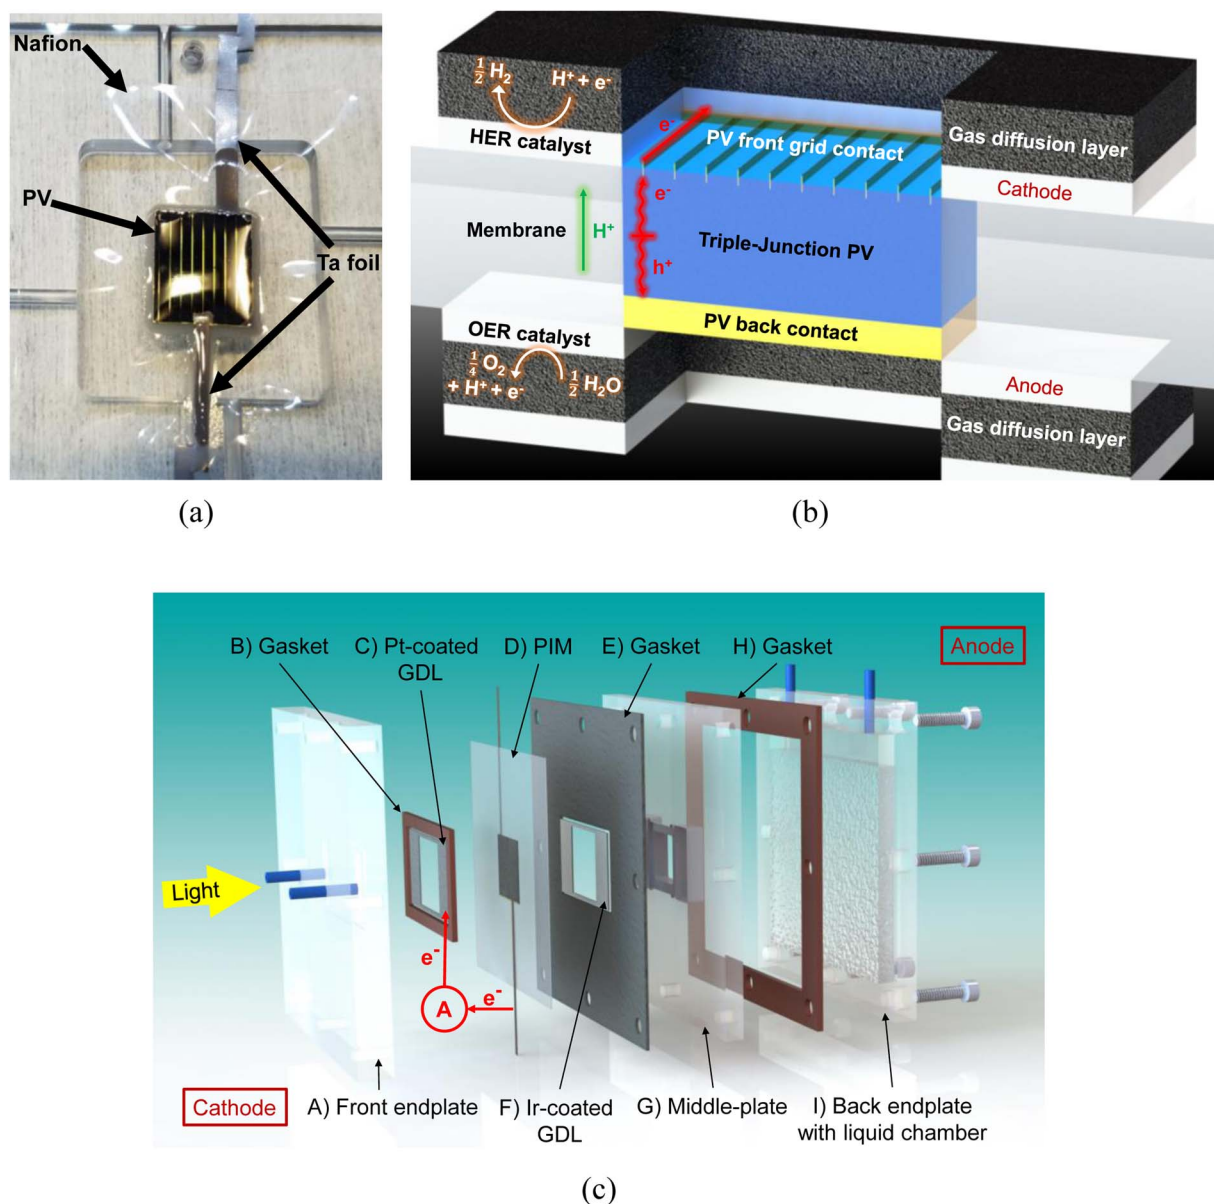 Nafion
PV
Ta foil
(a)
½ H₂
H⁺ + e⁻
HER catalyst
e⁻
PV front grid contact
Gas diffusion layer
Cathode
e⁻
Membrane
H⁺
Triple-Junction PV
h⁺
OER catalyst
PV back contact
¼ O₂
+ H⁺ + e⁻
½ H₂O
Anode
Gas diffusion layer
(b)
B) Gasket
C) Pt-coated
GDL
D) PIM
E) Gasket
H) Gasket
Anode
Light
e⁻
A
e⁻
Cathode
A) Front endplate
F) Ir-coated
GDL
G) Middle-plate
I) Back endplate
with liquid chamber
(c)